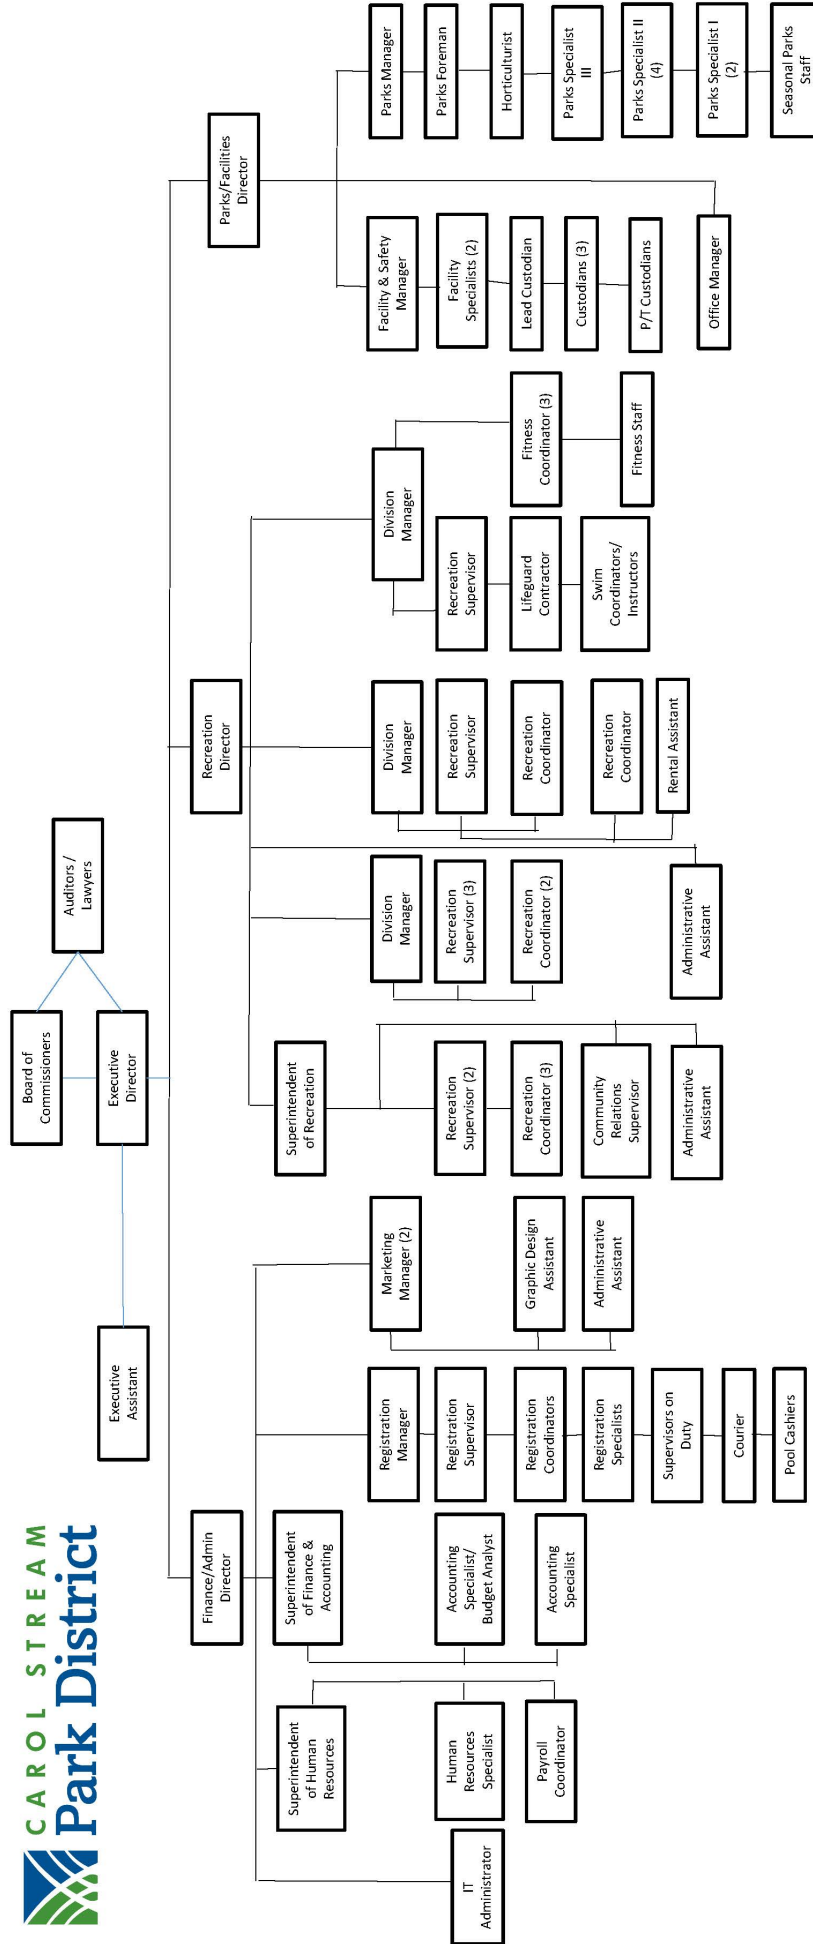 CAROL STREAM
Park District
Board of
Commissioners
Auditors /
Lawyers
Executive
Director
Executive
Assistant
Finance/Admin
Director
Recreation
Director
Parks/Facilities
Director
Superintendent
of Human
Resources
Superintendent
of Finance &
Accounting
Superintendent
of Recreation
Registration
Manager
Marketing
Manager (2)
Division
Manager
Division
Manager
Division
Manager
Facility & Safety
Manager
Parks Manager
IT
Administrator
Human
Resources
Specialist
Payroll
Coordinator
Accounting
Specialist/
Budget Analyst
Accounting
Specialist
Registration
Supervisor
Registration
Coordinators
Registration
Specialists
Supervisors on
Duty
Courier
Pool Cashiers
Graphic Design
Assistant
Administrative
Assistant
Recreation
Supervisor (2)
Recreation
Coordinator (3)
Community
Relations
Supervisor
Administrative
Assistant
Recreation
Supervisor (3)
Recreation
Coordinator (2)
Administrative
Assistant
Recreation
Supervisor
Recreation
Coordinator
Recreation
Coordinator
Rental Assistant
Recreation
Supervisor
Lifeguard
Contractor
Swim
Coordinators/
Instructors
Fitness
Coordinator (3)
Fitness Staff
Facility
Specialists (2)
Lead Custodian
Custodians (3)
P/T Custodians
Office Manager
Parks Foreman
Horticulturist
Parks Specialist
III
Parks Specialist II
(4)
Parks Specialist I
(2)
Seasonal Parks
Staff